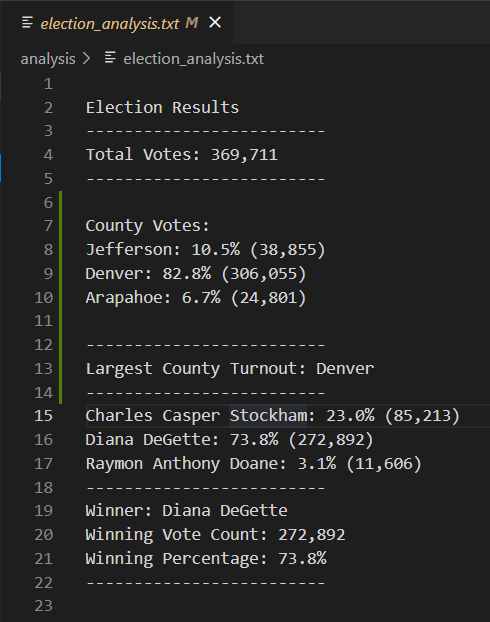 election_analysis.txt M
analysis > election_analysis.txt
1
2 Election Results
3 -------------------------
4 Total Votes: 369,711
5 -------------------------
6
7 County Votes:
8 Jefferson: 10.5% (38,855)
9 Denver: 82.8% (306,055)
10 Arapahoe: 6.7% (24,801)
11
12 -------------------------
13 Largest County Turnout: Denver
14 -------------------------
15 Charles Casper Stockham: 23.0% (85,213)
16 Diana DeGette: 73.8% (272,892)
17 Raymon Anthony Doane: 3.1% (11,606)
18 -------------------------
19 Winner: Diana DeGette
20 Winning Vote Count: 272,892
21 Winning Percentage: 73.8%
22 -------------------------
23